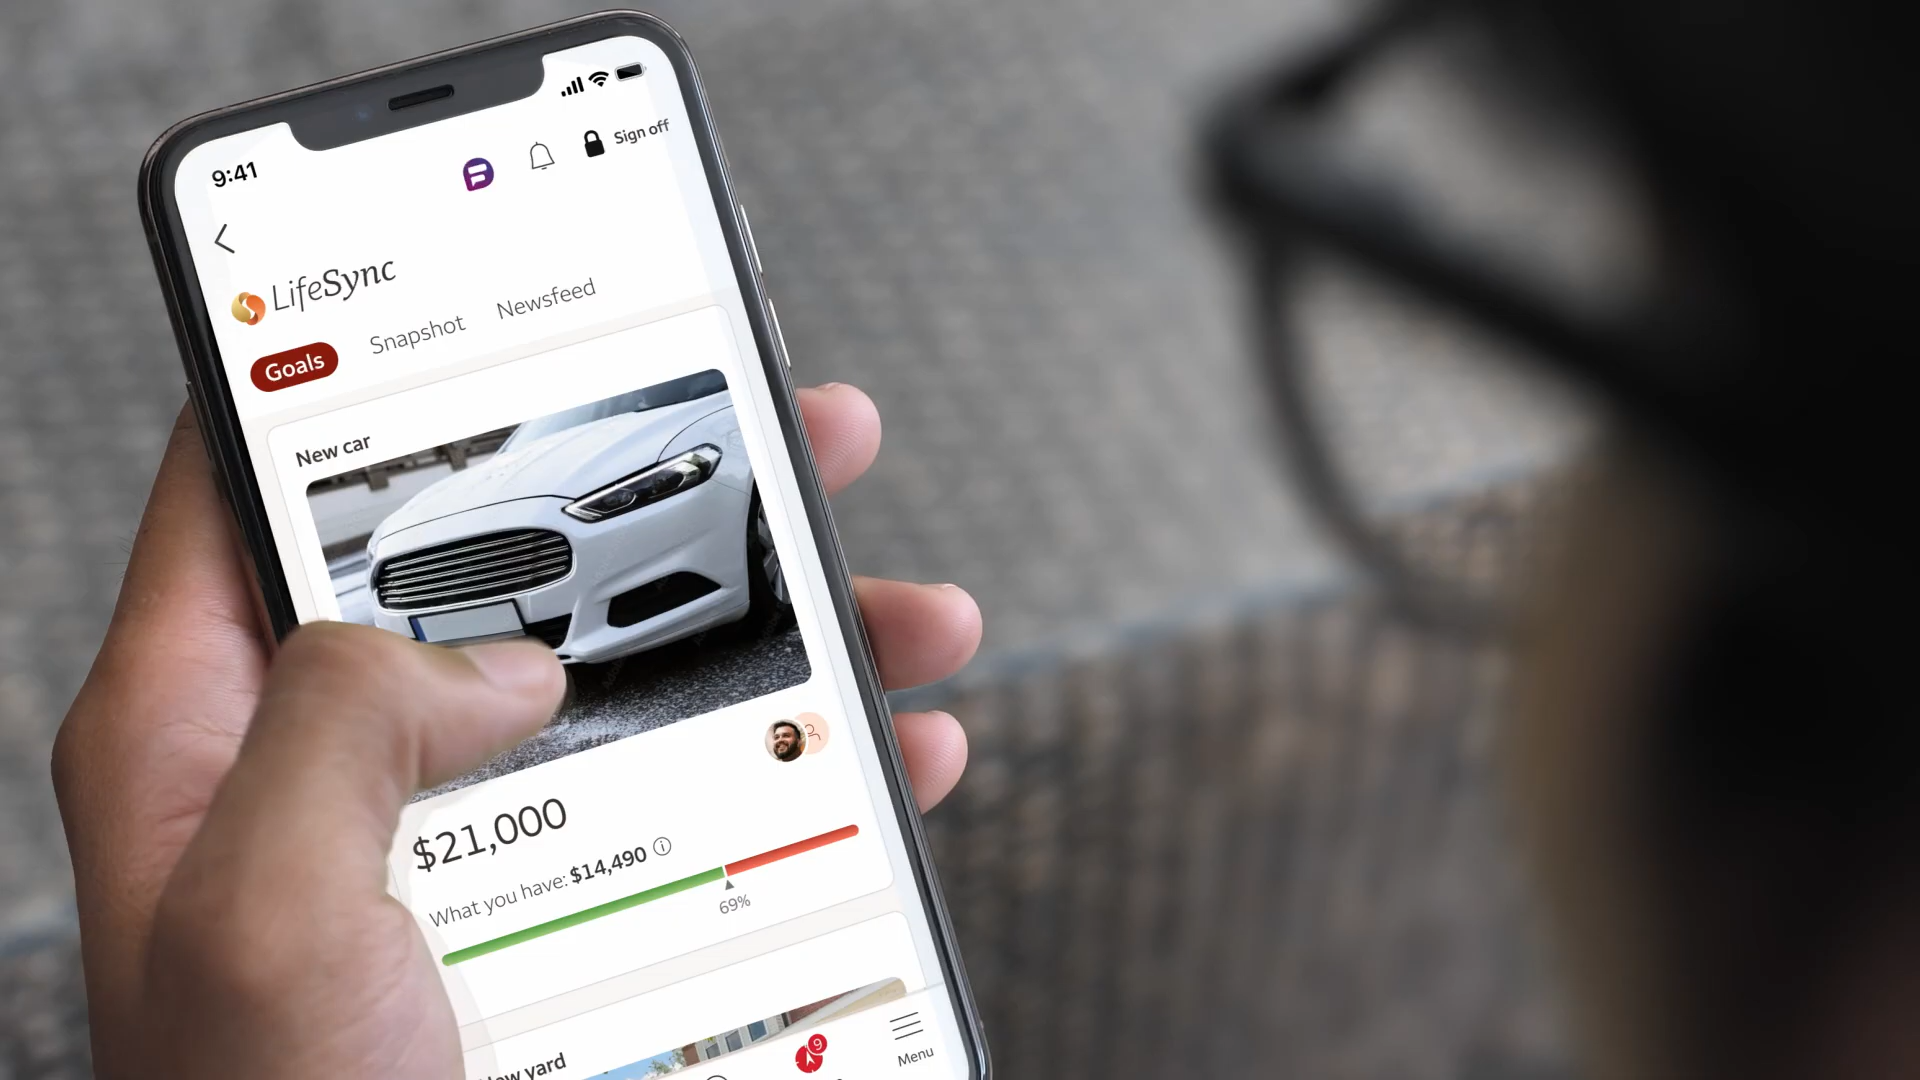 9:41
Sign off
LifeSync
Goals
Snapshot
Newsfeed
New car
$21,000
What you have: $14,490
69%
yard
9
Menu